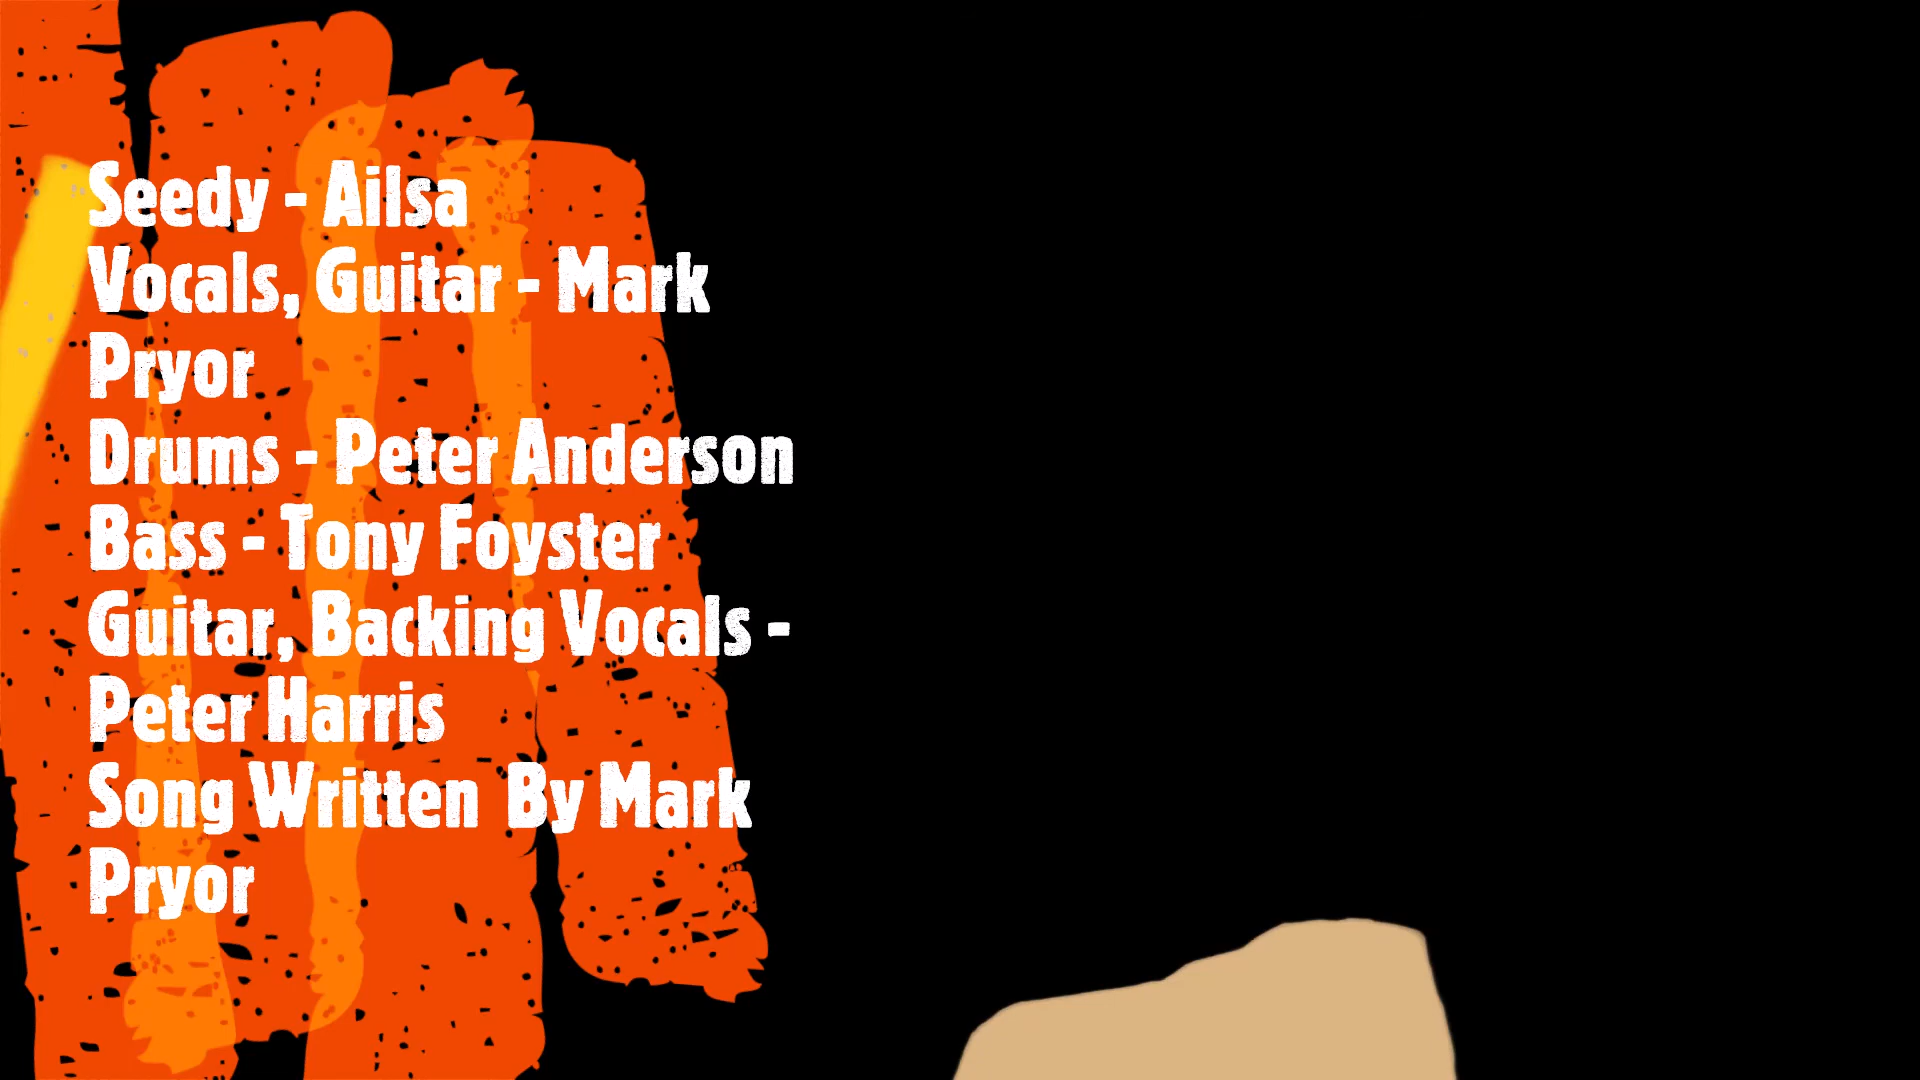 Seedy - Ailsa
Vocals, Guitar - Mark
Pryor
Drums - Peter Anderson
Bass - Tony Foyster
Guitar, Backing Vocals -
Peter Harris
Song Written  By Mark
Pryor